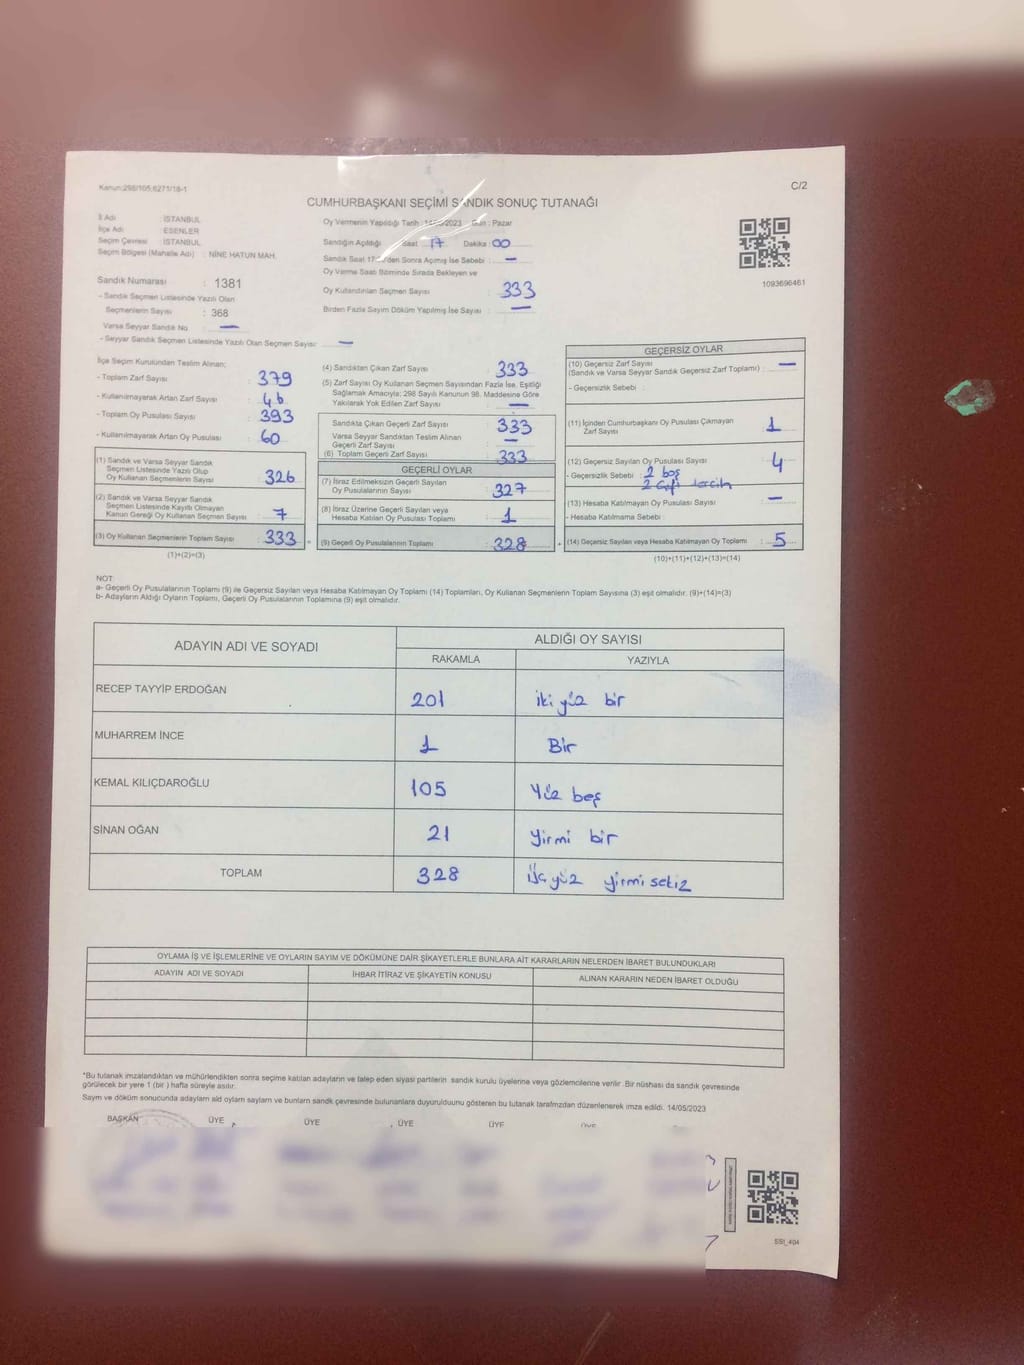 Kanun:298/105;6271/18-1
C/2
CUMHURBAŞKANI SEÇİMİ SANDIK SONUÇ TUTANAĞI
İl Adı : İSTANBUL
İlçe Adı : ESENLER
Seçim Çevresi : İSTANBUL
Seçim Bölgesi (Mahalle Adı) : NİNE HATUN MAH.
Oy Vermenin Yapıldığı Tarih : 14/05/2023 Gün : Pazar
Sandığın Açıldığı Saat 17 Dakika : 00
Sandık Saat 17:00'den Sonra Açılmış İse Sebebi : —
Oy Verme Saati Bitiminde Sırada Bekleyen ve
Oy Kullandırılan Seçmen Sayısı : 333
Birden Fazla Sayım Döküm Yapılmış İse Sayısı : —
1093696461
Sandık Numarası : 1381
- Sandık Seçmen Listesinde Yazılı Olan
Seçmenlerin Sayısı : 368
Varsa Seyyar Sandık No : —
- Seyyar Sandık Seçmen Listesinde Yazılı Olan Seçmen Sayısı: —
İlçe Seçim Kurulundan Teslim Alınan;
- Toplam Zarf Sayısı : 379
- Kullanılmayarak Artan Zarf Sayısı : 46
- Toplam Oy Pusulası Sayısı : 393
- Kullanılmayarak Artan Oy Pusulası : 60
(1) Sandık ve Varsa Seyyar Sandık
Seçmen Listesinde Yazılı Olup
Oy Kullanan Seçmenlerin Sayısı : 326
(2) Sandık ve Varsa Seyyar Sandık
Seçmen Listesinde Kayıtlı Olmayan
Kanun Gereği Oy Kullanan Seçmen Sayısı : 7
(3) Oy Kullanan Seçmenlerin Toplam Sayısı : 333
(1)+(2)=(3)
(4) Sandıktan Çıkan Zarf Sayısı : 333
(5) Zarf Sayısı Oy Kullanan Seçmen Sayısından Fazla İse, Eşitliği
Sağlamak Amacıyla; 298 Sayılı Kanunun 98. Maddesine Göre
Yakılarak Yok Edilen Zarf Sayısı : —
Sandıkta Çıkan Geçerli Zarf Sayısı : 333
Varsa Seyyar Sandıktan Teslim Alınan
Geçerli Zarf Sayısı : —
(6) Toplam Geçerli Zarf Sayısı : 333
GEÇERLİ OYLAR
(7) İtiraz Edilmeksizin Geçerli Sayılan
Oy Pusulasının Sayısı : 327
(8) İtiraz Üzerine Geçerli Sayılan veya
Hesaba Katılan Oy Pusulası Toplamı : 1
= (9) Geçerli Oy Pusulalarının Toplamı : 328
GEÇERSİZ OYLAR
(10) Geçersiz Zarf Sayısı
(Sandık ve Varsa Seyyar Sandık Geçersiz Zarf Toplamı) : —
- Geçersizlik Sebebi :
(11) İçinden Cumhurbaşkanı Oy Pusulası Çıkmayan
Zarf Sayısı : 1
(12) Geçersiz Sayılan Oy Pusulası Sayısı : 4
- Geçersizlik Sebebi : 2 boş
2 Çift tercih
(13) Hesaba Katılmayan Oy Pusulası Sayısı : —
- Hesaba Katılmama Sebebi :
+ (14) Geçersiz Sayılan veya Hesaba Katılmayan Oy Toplamı : 5
(10)+(11)+(12)+(13)=(14)
NOT:
a- Geçerli Oy Pusulalarının Toplamı (9) ile Geçersiz Sayılan veya Hesaba Katılmayan Oy Toplamı (14) Toplamları, Oy Kullanan Seçmenlerin Toplam Sayısına (3) eşit olmalıdır. (9)+(14)=(3)
b- Adayların Aldığı Oyların Toplamı, Geçerli Oy Pusulalarının Toplamına (9) eşit olmalıdır.
ADAYIN ADI VE SOYADI
ALDIĞI OY SAYISI
RAKAMLA YAZIYLA
RECEP TAYYİP ERDOĞAN 201 iki yüz bir
MUHARREM İNCE 1 Bir
KEMAL KILIÇDAROĞLU 105 Yüz beş
SİNAN OĞAN 21 Yirmi bir
TOPLAM 328 üç yüz yirmi sekiz
OYLAMA İŞ VE İŞLEMLERİNE VE OYLARIN SAYIM VE DÖKÜMÜNE DAİR ŞİKAYETLERLE BUNLARA AİT KARARLARIN NELERDEN İBARET BULUNDUKLARI
ADAYIN ADI VE SOYADI İHBAR İTİRAZ VE ŞİKAYETİN KONUSU ALINAN KARARIN NEDEN İBARET OLDUĞU
*Bu tutanak imzalandıktan ve mühürlendikten sonra seçime katılan adayların ve talep eden siyasi partilerin sandık kurulu üyelerine veya gözlemcilerine verilir. Bir nüshası da sandık çevresinde
görülecek bir yere 1 (bir ) hafta süreyle asılır.
Sayım ve döküm sonucunda adayların ald oyların sayıların ve bunların sandk çevresinde bulunanlara duyurulduunu gösteren bu tutanak tarafmzdan düzenlenerek imza edildi. 14/05/2023
BAŞKAN ÜYE ÜYE ÜYE ÜYE ÜYE
SSI_404